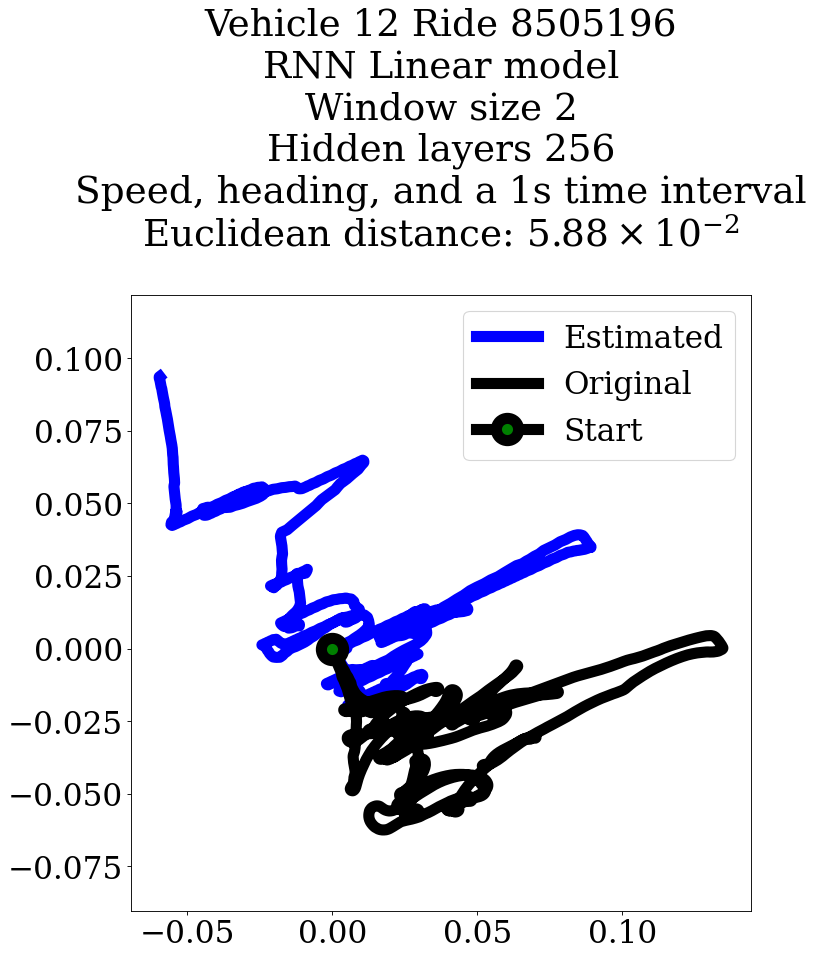 Vehicle 12 Ride 8505196
RNN Linear model
Window size 2
Hidden layers 256
Speed, heading, and a 1s time interval
Euclidean distance: 5.88 × 10⁻²
Estimated
Original
Start
0.100
0.075
0.050
0.025
0.000
−0.025
−0.050
−0.075
−0.05 0.00 0.05 0.10